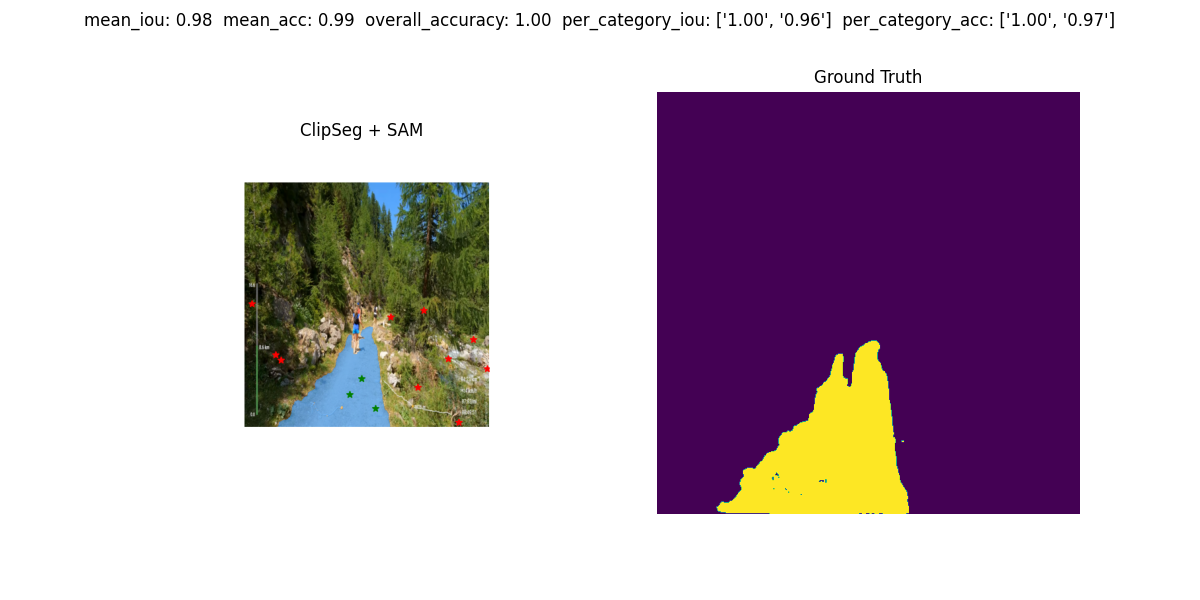 mean_iou: 0.98  mean_acc: 0.99  overall_accuracy: 1.00  per_category_iou: ['1.00', '0.96']  per_category_acc: ['1.00', '0.97']
Ground Truth
ClipSeg + SAM